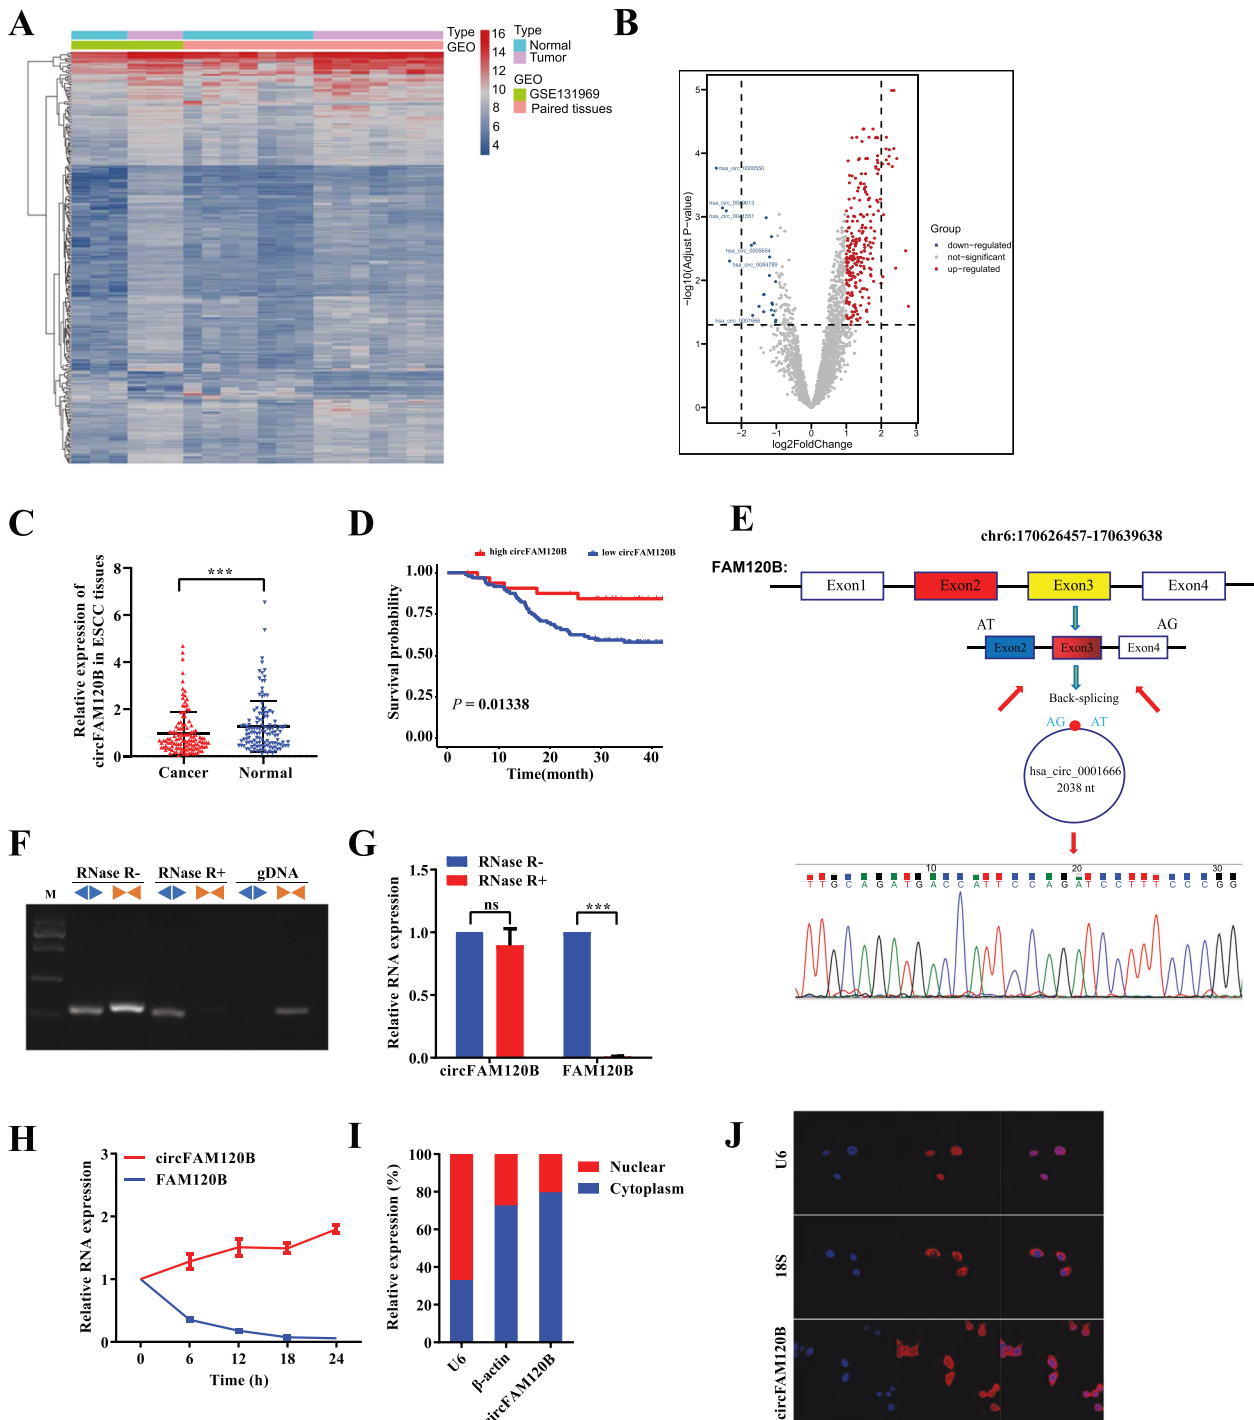 A
Type
GEO
16
14
12
10
8
6
4
Type
Normal
Tumor
GEO
GSE131969
Paired tissues
B
−log10(Adjust P−value)
5
4
3
2
1
0
hsa_circ_0000550
hsa_circ_0001551
hsa_circ_0005654
hsa_circ_0084789
hsa_circ_0001666
−2
−1
0
1
2
3
log2FoldChange
Group
down−regulated
not−significant
up−regulated
C
Relative expression of
circFAM120B in ESCC tissues
8
6
4
2
0
***
Cancer
Normal
D
high circFAM120B
low circFAM120B
Survival probability
1.00
0.75
0.50
0.25
0.00
P = 0.01338
0
10
20
30
40
Time(month)
E
chr6:170626457-170639638
FAM120B:
Exon1
Exon2
Exon3
Exon4
AT
AG
Exon2
Exon3
Exon4
Back-splicing
AG
AT
hsa_circ_0001666
2038 nt
10
20
30
T T G C A G A T G A C C A T T C C A G A T C C T T T C C C G G
F
RNase R-
RNase R+
gDNA
M
G
Relative RNA expression
1.5
1.0
0.5
0.0
RNase R-
RNase R+
ns
***
circFAM120B
FAM120B
H
Relative RNA expression
3
2
1
0
circFAM120B
FAM120B
0
6
12
18
24
Time (h)
I
Relative expression (%)
100
80
60
40
20
0
Nuclear
Cytoplasm
U6
β-actin
circFAM120B
J
U6
18S
circFAM120B